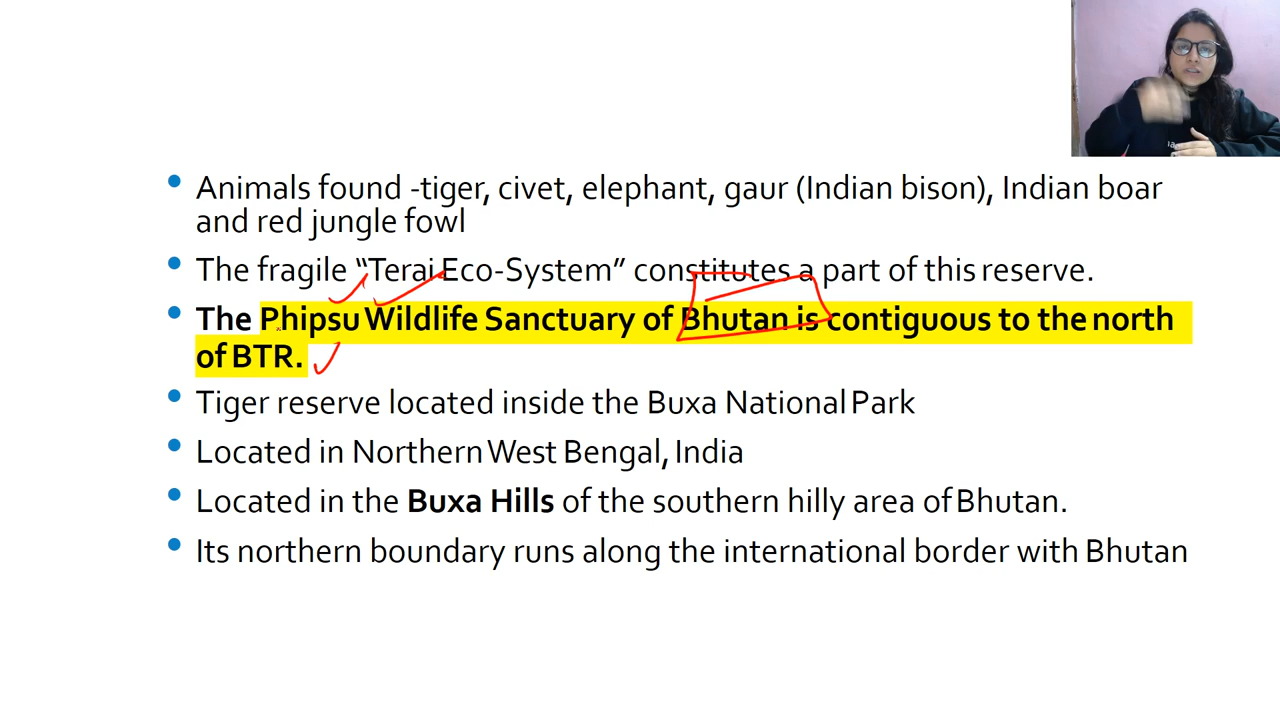 Animals found -tiger, civet, elephant, gaur (Indian bison), Indian boar
and red jungle fowl
The fragile “Terai Eco-System” constitutes a part of this reserve.
The Phipsu Wildlife Sanctuary of Bhutan is contiguous to the north
of BTR.
Tiger reserve located inside the Buxa National Park
Located in Northern West Bengal, India
Located in the Buxa Hills of the southern hilly area of Bhutan.
Its northern boundary runs along the international border with Bhutan